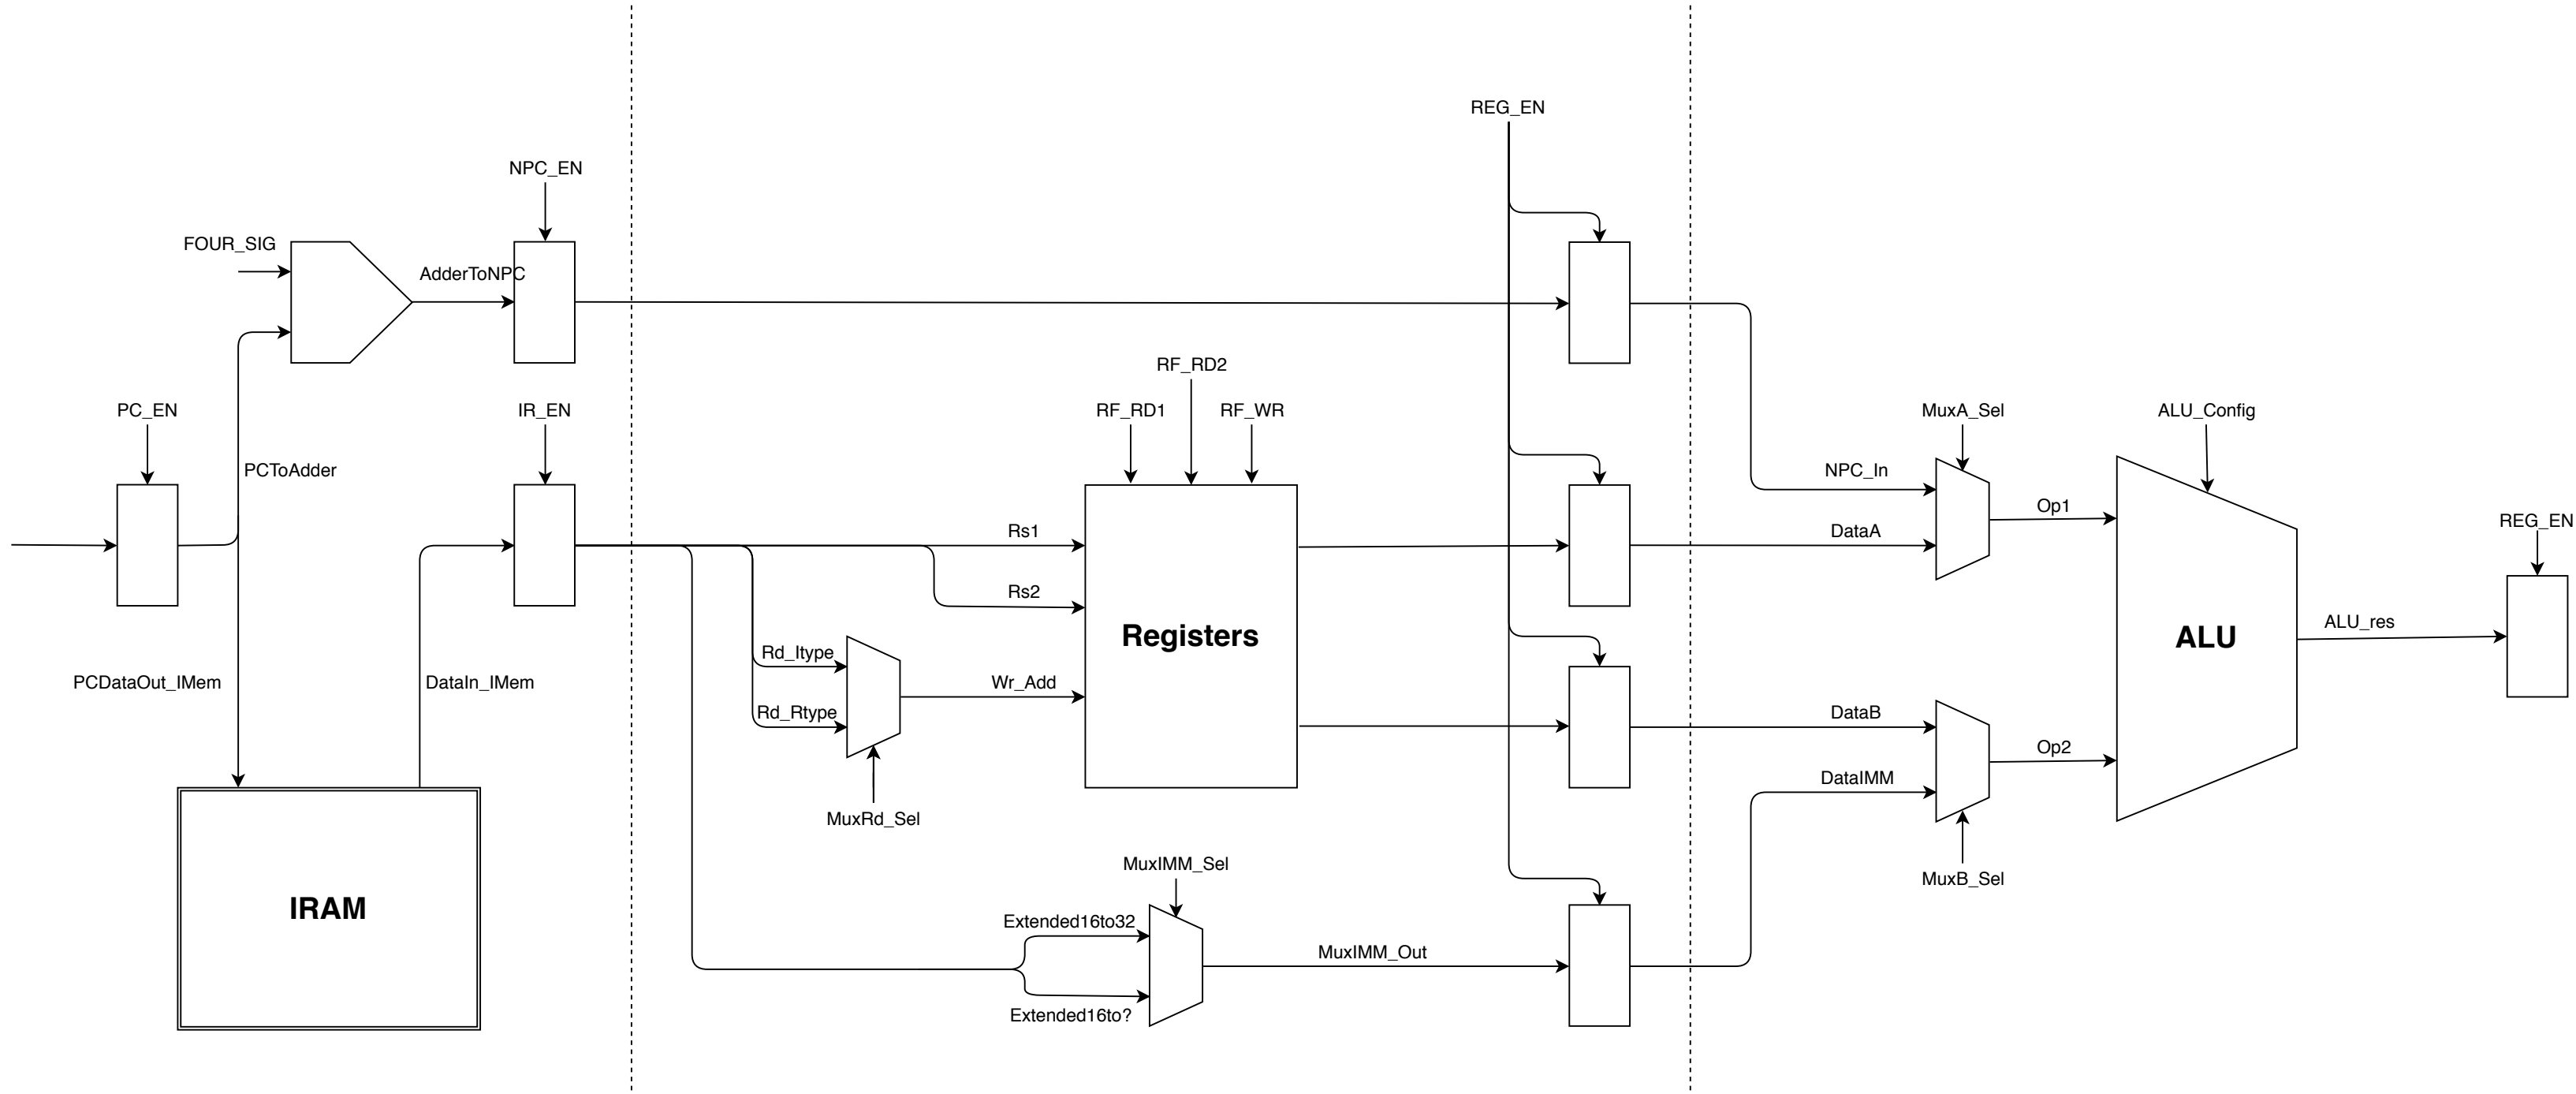 REG_EN
NPC_EN
FOUR_SIG
AdderToNPC
RF_RD2
PC_EN
IR_EN
RF_RD1
RF_WR
MuxA_Sel
ALU_Config
PCToAdder
NPC_In
Op1
REG_EN
Rs1
DataA
Rs2
ALU_res
Registers
ALU
Rd_Itype
PCDataOut_IMem
DataIn_IMem
Wr_Add
Rd_Rtype
DataB
Op2
DataIMM
MuxRd_Sel
MuxIMM_Sel
MuxB_Sel
IRAM
Extended16to32
MuxIMM_Out
Extended16to?